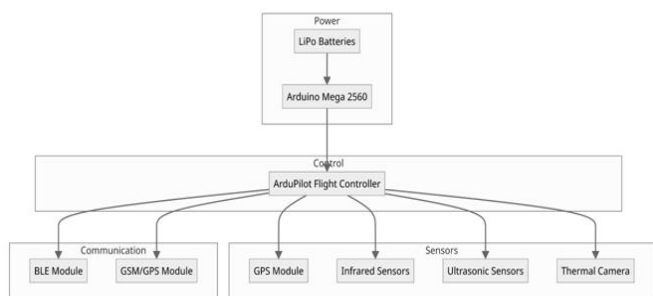 Power
LiPo Batteries
Arduino Mega 2560
Control
ArduPilot Flight Controller
Communication
BLE Module
GSM/GPS Module
Sensors
GPS Module
Infrared Sensors
Ultrasonic Sensors
Thermal Camera